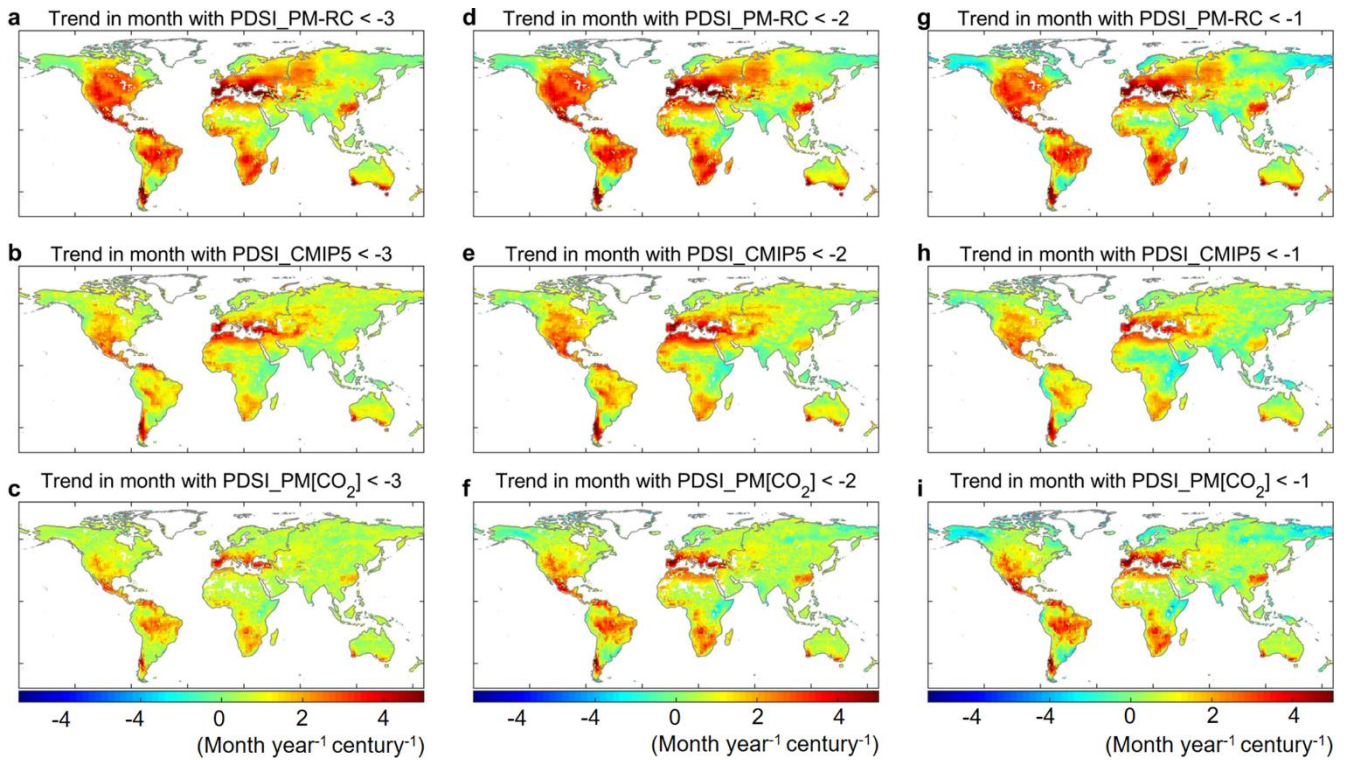 a Trend in month with PDSI_PM-RC < -3
d Trend in month with PDSI_PM-RC < -2
g Trend in month with PDSI_PM-RC < -1
b Trend in month with PDSI_CMIP5 < -3
e Trend in month with PDSI_CMIP5 < -2
h Trend in month with PDSI_CMIP5 < -1
c Trend in month with PDSI_PM[CO₂] < -3
f Trend in month with PDSI_PM[CO₂] < -2
i Trend in month with PDSI_PM[CO₂] < -1
-4 -4 0 2 4
(Month year⁻¹ century⁻¹)
-4 -4 0 2 4
(Month year⁻¹ century⁻¹)
-4 -4 0 2 4
(Month year⁻¹ century⁻¹)